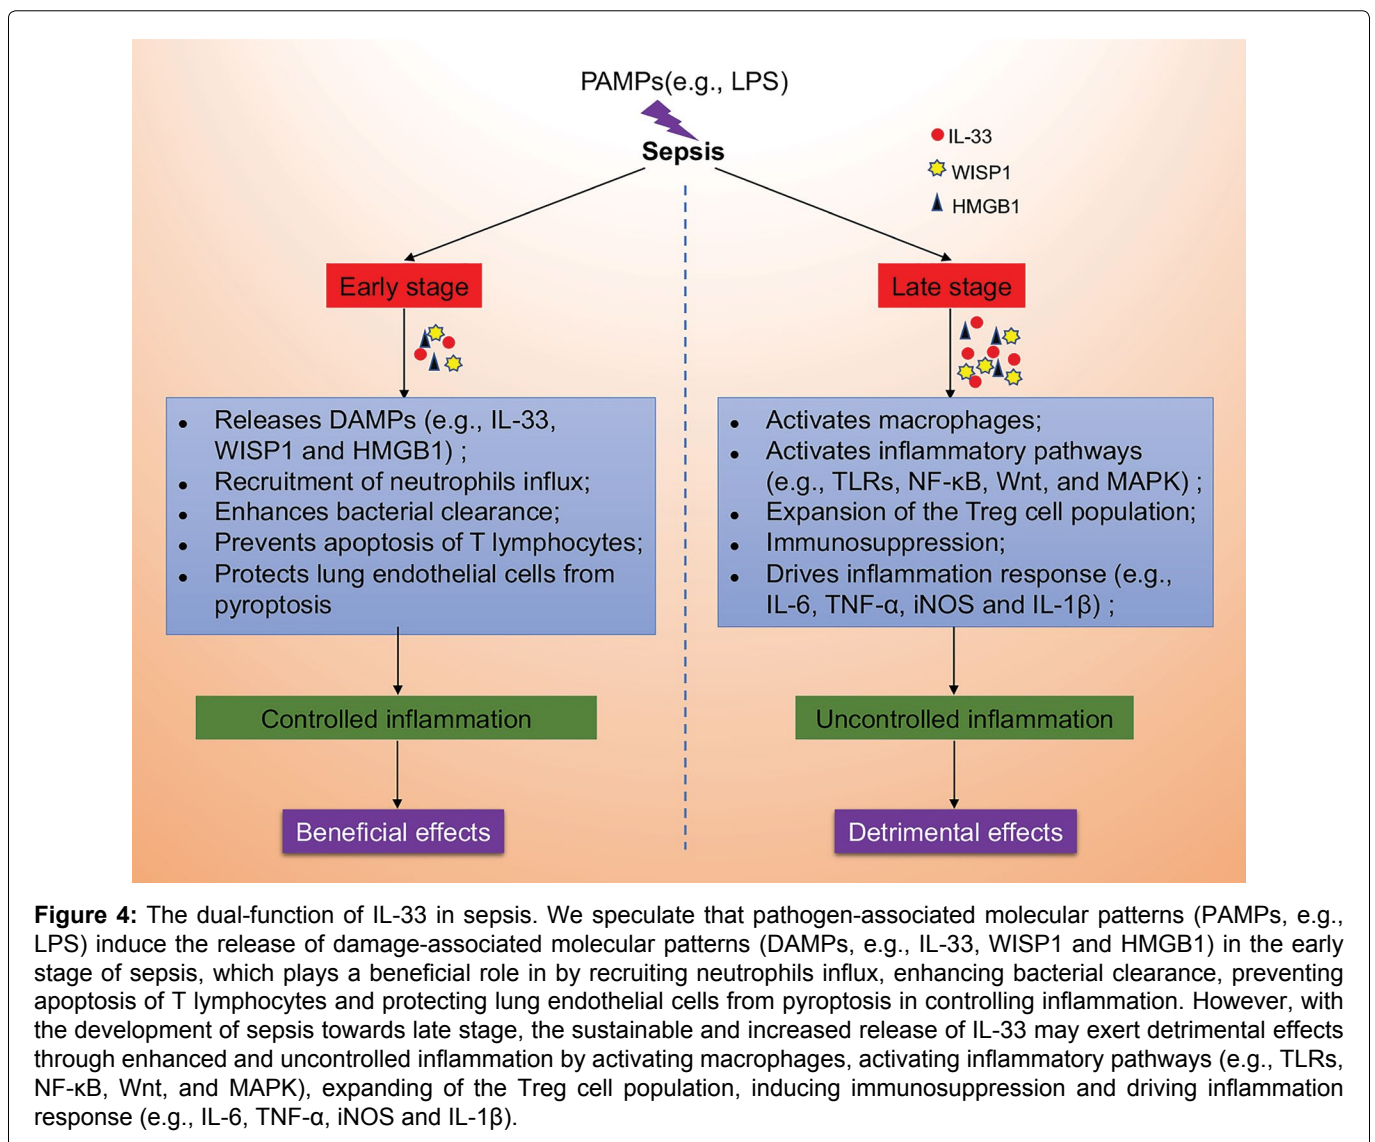 PAMPs(e.g., LPS)
Sepsis
IL-33
WISP1
HMGB1
Early stage
Late stage
• Releases DAMPs (e.g., IL-33,
WISP1 and HMGB1) ;
• Recruitment of neutrophils influx;
• Enhances bacterial clearance;
• Prevents apoptosis of T lymphocytes;
• Protects lung endothelial cells from
pyroptosis
• Activates macrophages;
• Activates inflammatory pathways
(e.g., TLRs, NF-κB, Wnt, and MAPK) ;
• Expansion of the Treg cell population;
• Immunosuppression;
• Drives inflammation response (e.g.,
IL-6, TNF-α, iNOS and IL-1β) ;
Controlled inflammation
Uncontrolled inflammation
Beneficial effects
Detrimental effects
Figure 4: The dual-function of IL-33 in sepsis. We speculate that pathogen-associated molecular patterns (PAMPs, e.g.,
LPS) induce the release of damage-associated molecular patterns (DAMPs, e.g., IL-33, WISP1 and HMGB1) in the early
stage of sepsis, which plays a beneficial role in by recruiting neutrophils influx, enhancing bacterial clearance, preventing
apoptosis of T lymphocytes and protecting lung endothelial cells from pyroptosis in controlling inflammation. However, with
the development of sepsis towards late stage, the sustainable and increased release of IL-33 may exert detrimental effects
through enhanced and uncontrolled inflammation by activating macrophages, activating inflammatory pathways (e.g., TLRs,
NF-κB, Wnt, and MAPK), expanding of the Treg cell population, inducing immunosuppression and driving inflammation
response (e.g., IL-6, TNF-α, iNOS and IL-1β).